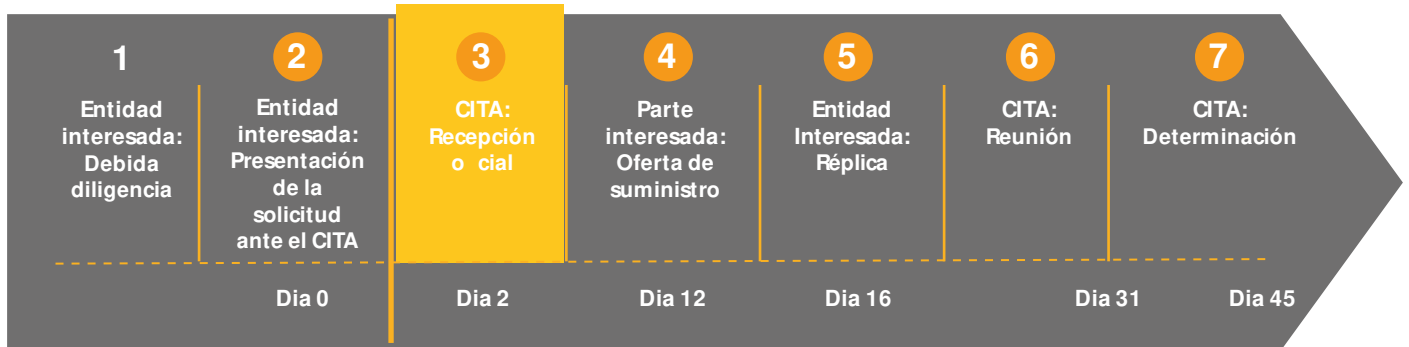 1
Entidad
interesada:
Debida
diligencia
2
Entidad
interesada:
Presentación
de la
solicitud
ante el CITA
3
CITA:
Recepción
o cial
4
Parte
interesada:
Oferta de
suministro
5
Entidad
Interesada:
Réplica
6
CITA:
Reunión
7
CITA:
Determinación
Dia 0
Dia 2
Dia 12
Dia 16
Dia 31
Dia 45